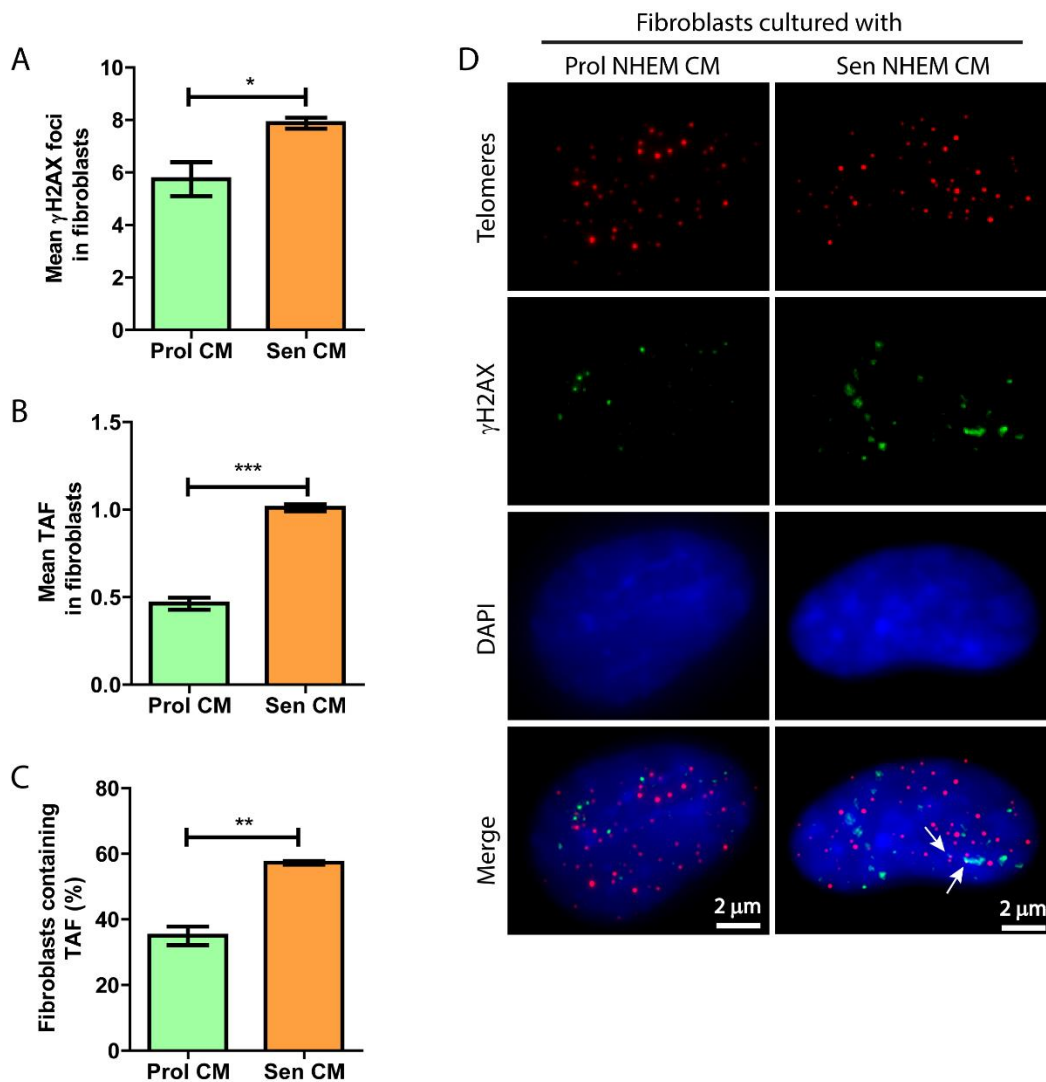 A
Mean γH2AX foci
in fibroblasts
10
8
6
4
2
0
*
Prol CM
Sen CM
B
Mean TAF
in fibroblasts
1.5
1.0
0.5
0.0
***
Prol CM
Sen CM
C
Fibroblasts containing
TAF (%)
80
60
40
20
0
**
Prol CM
Sen CM
D
Fibroblasts cultured with
Prol NHEM CM
Sen NHEM CM
Telomeres
γH2AX
DAPI
Merge
2 μm
2 μm